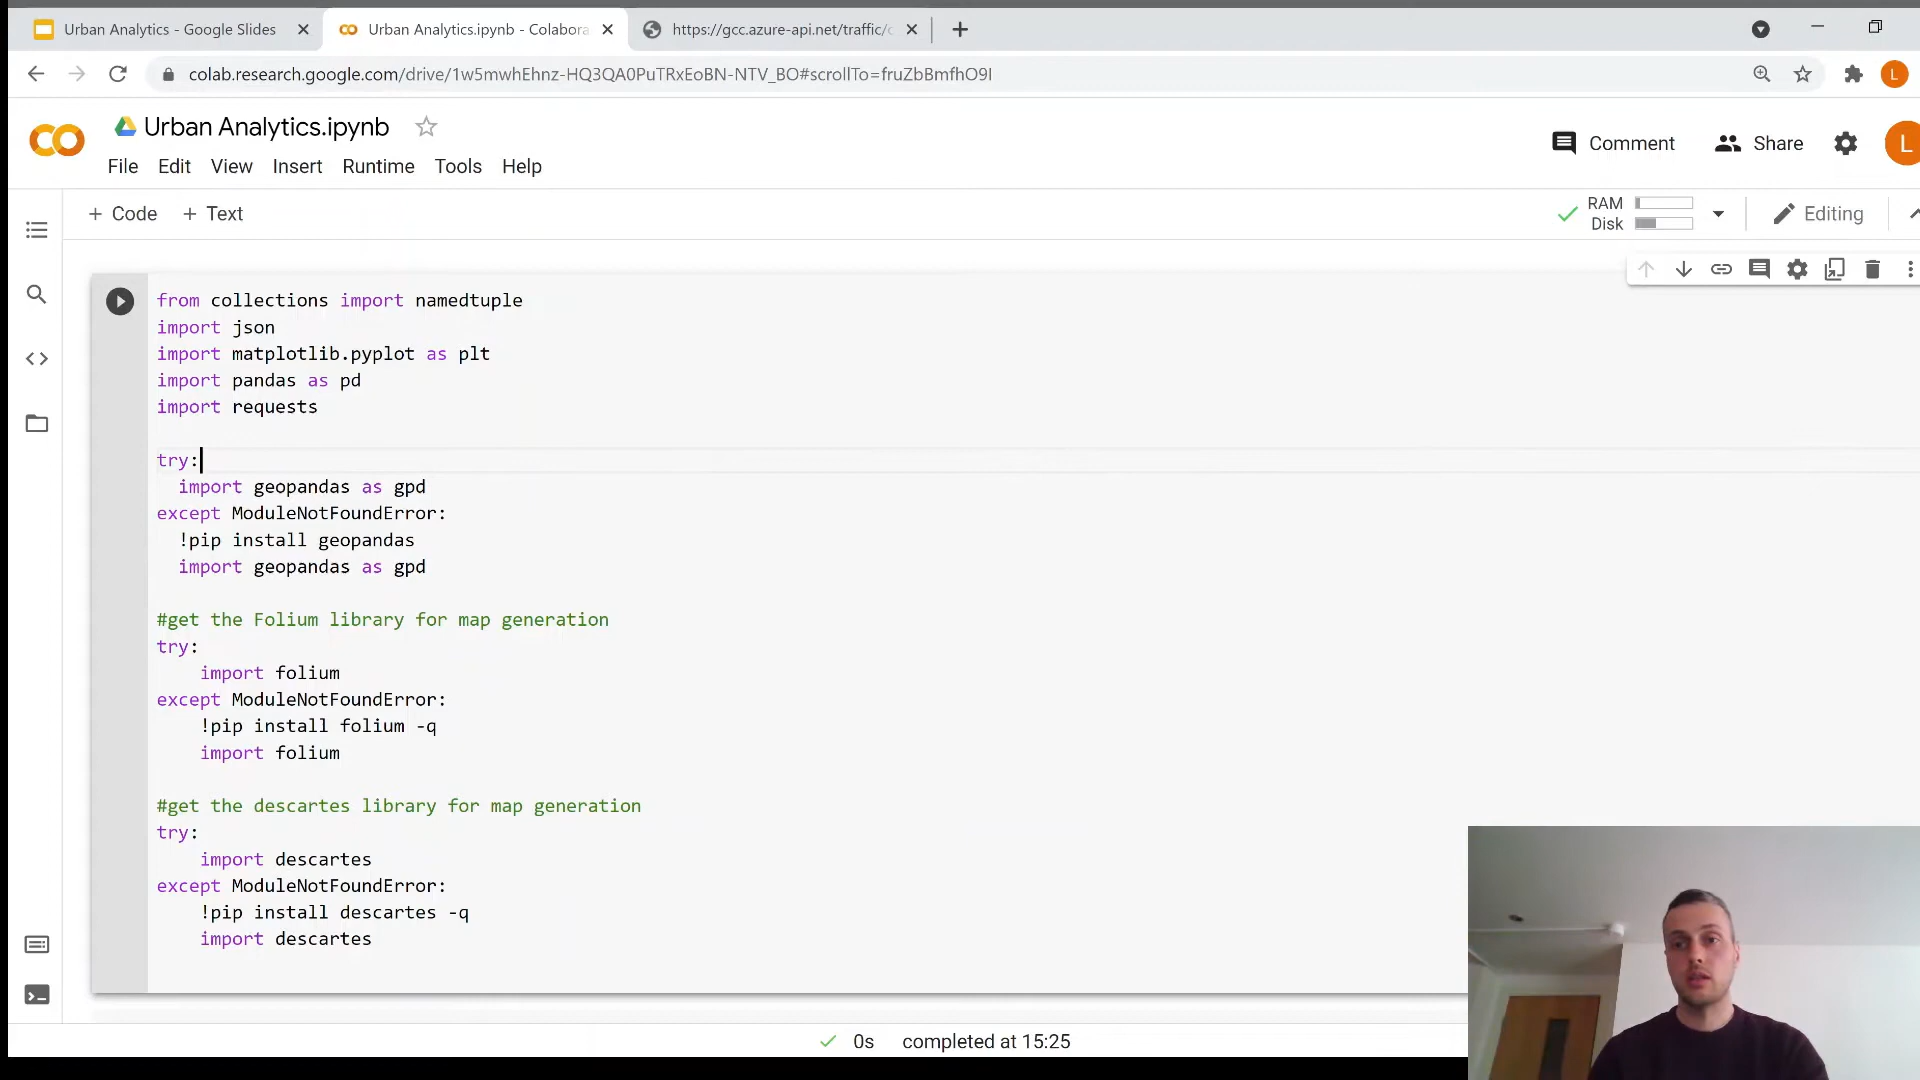 Urban Analytics - Google Slides
Urban Analytics.ipynb - Colabora
https://gcc.azure-api.net/traffic/c
colab.research.google.com/drive/1w5mwhEhnz-HQ3QA0PuTRxEoBN-NTV_BO#scrollTo=fruZbBmfhO9I
L
Urban Analytics.ipynb
Comment
Share
L
File Edit View Insert Runtime Tools Help
+ Code + Text
RAM
Disk
Editing
from collections import namedtuple
import json
import matplotlib.pyplot as plt
import pandas as pd
import requests
try:
import geopandas as gpd
except ModuleNotFoundError:
!pip install geopandas
import geopandas as gpd
#get the Folium library for map generation
try:
import folium
except ModuleNotFoundError:
!pip install folium -q
import folium
#get the descartes library for map generation
try:
import descartes
except ModuleNotFoundError:
!pip install descartes -q
import descartes
0s completed at 15:25